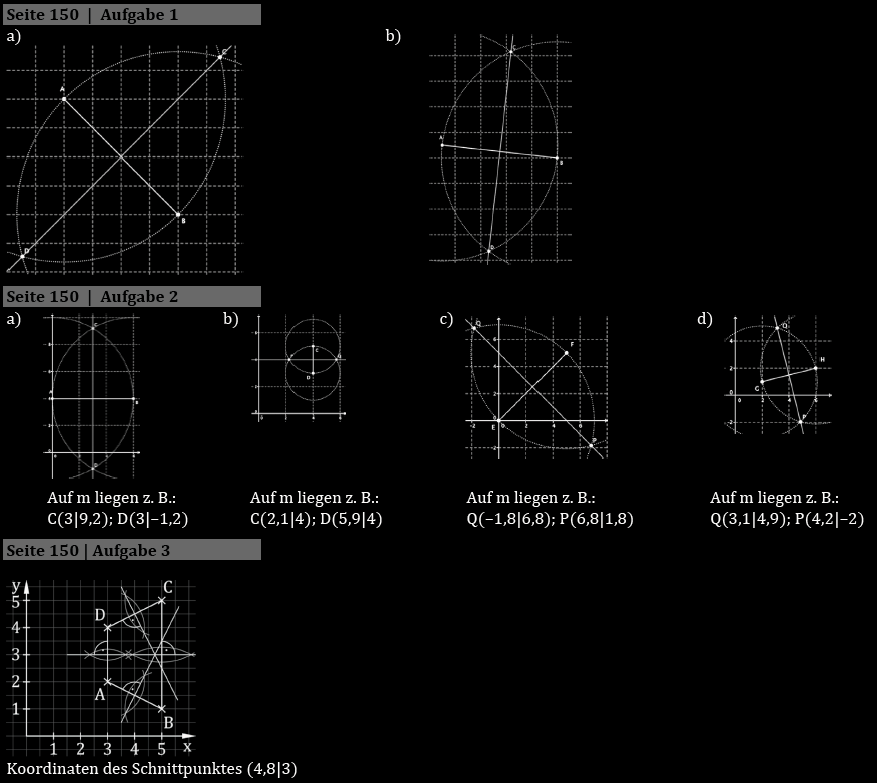 Seite 150 | Aufgabe 1
a)
b)
A
C
B
D
C
A
B
D
Seite 150 | Aufgabe 2
a)
b)
c)
d)
Q
F
E
P
Q
H
G
P
Auf m liegen z. B.:
C(3|9,2); D(3|−1,2)
Auf m liegen z. B.:
C(2,1|4); D(5,9|4)
Auf m liegen z. B.:
Q(−1,8|6,8); P(6,8|1,8)
Auf m liegen z. B.:
Q(3,1|4,9); P(4,2|−2)
Seite 150 | Aufgabe 3
y
5
4
3
2
1
D
C
A
B
1 2 3 4 5 x
Koordinaten des Schnittpunktes (4,8|3)